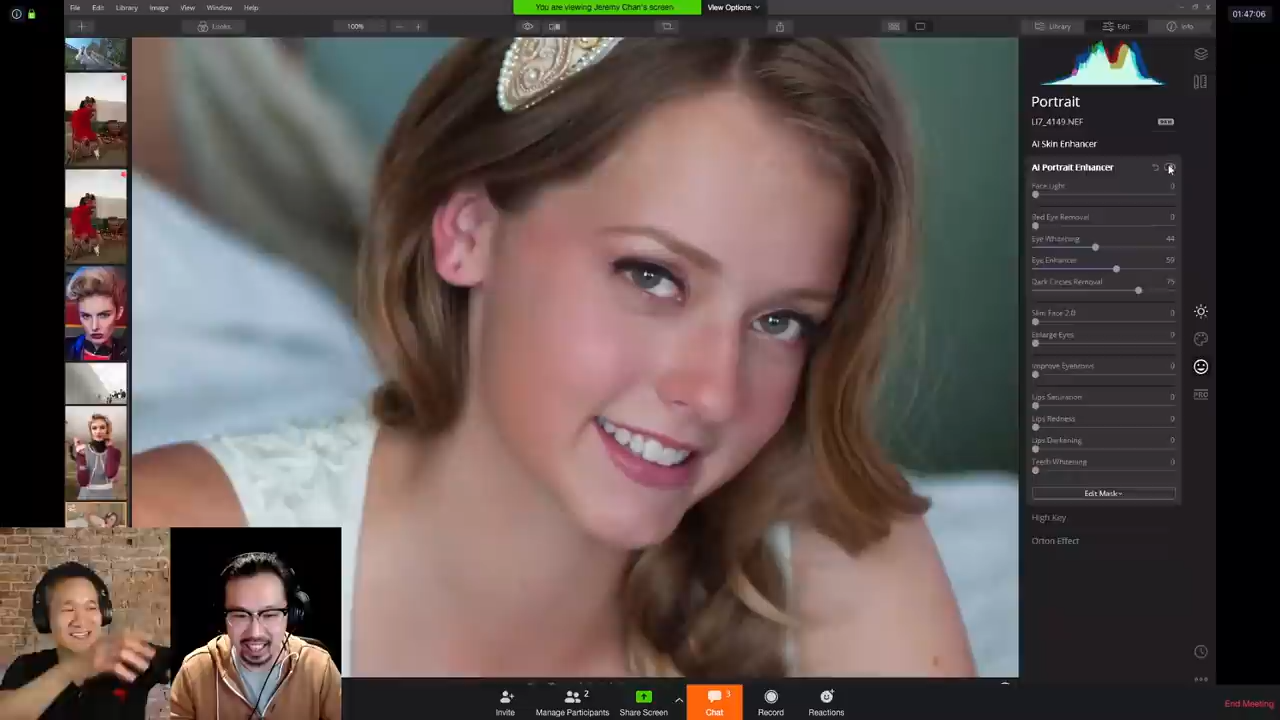 File Edit Library Image View Window Help
You are viewing Jeremy Chan's screen View Options
01:47:06
Looks
100%
Library Edit Info
Portrait
LI7_4149.NEF
AI Skin Enhancer
AI Portrait Enhancer
Face Light 0
Red Eye Removal 0
Eye Whitening 44
Eye Enhancer 59
Dark Circles Removal 75
Slim Face 2.0 0
Enlarge Eyes 0
Improve Eyebrows 0
Lips Saturation 0
Lips Redness 0
Lips Darkening 0
Teeth Whitening 0
Edit Mask
High Key
Orton Effect
PRO
2
3
Invite Manage Participants Share Screen Chat Record Reactions
End Meeting